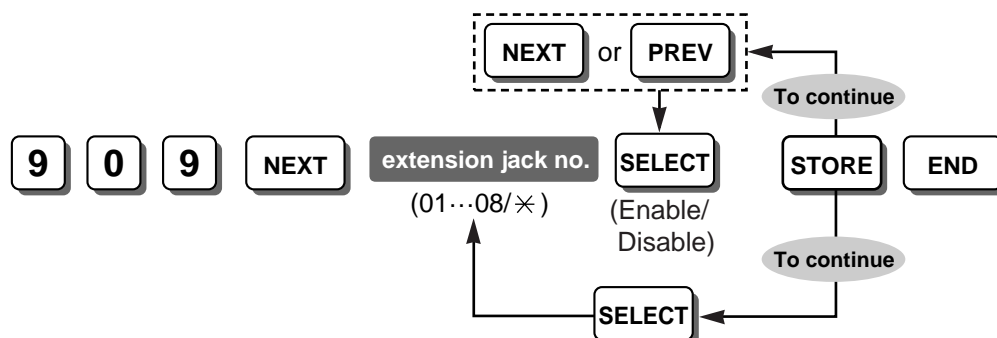 NEXT or PREV
To continue
9 0 9 NEXT extension jack no. SELECT STORE END
(01···08/✳)
(Enable/
Disable)
To continue
SELECT